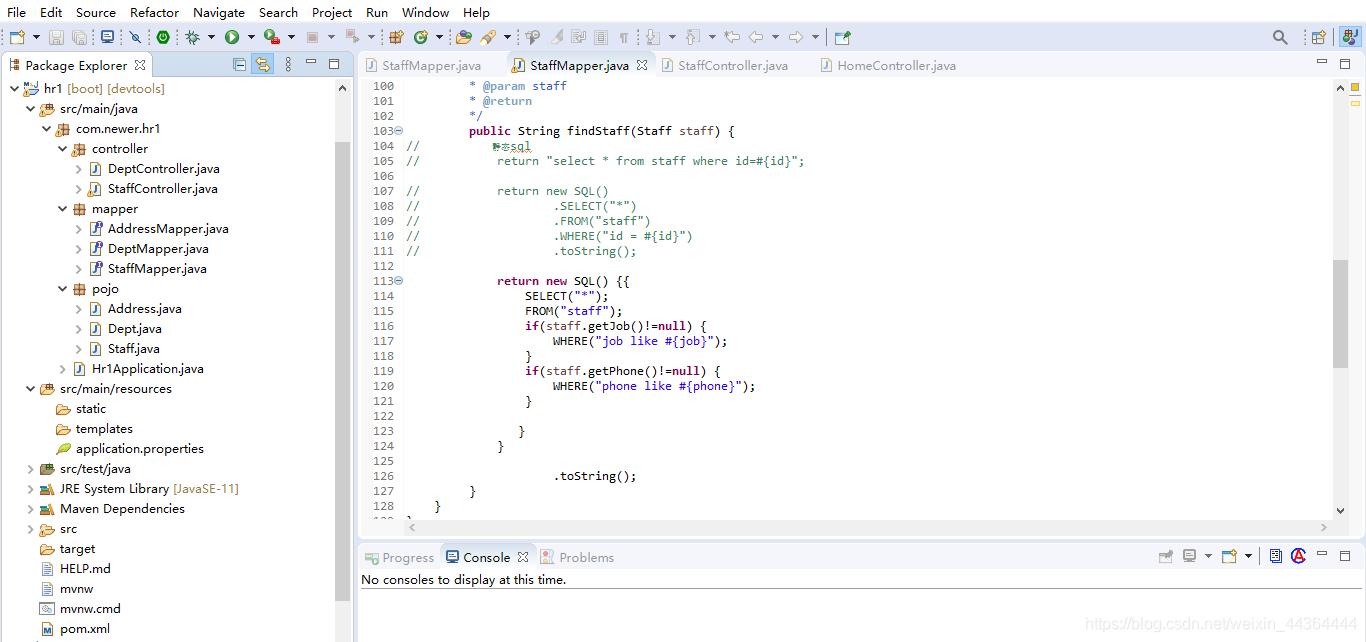 File Edit Source Refactor Navigate Search Project Run Window Help
Package Explorer
hr1 [boot] [devtools]
src/main/java
com.newer.hr1
controller
DeptController.java
StaffController.java
mapper
AddressMapper.java
DeptMapper.java
StaffMapper.java
pojo
Address.java
Dept.java
Staff.java
Hr1Application.java
src/main/resources
static
templates
application.properties
src/test/java
JRE System Library [JavaSE-11]
Maven Dependencies
src
target
HELP.md
mvnw
mvnw.cmd
pom.xml
StaffMapper.java StaffMapper.java StaffController.java HomeController.java
100 * @param staff
101 * @return
102 */
103 public String findStaff(Staff staff) {
104 // sql
105 // return "select * from staff where id=#{id}";
106
107 // return new SQL()
108 // .SELECT("*")
109 // .FROM("staff")
110 // .WHERE("id = #{id}")
111 // .toString();
112
113 return new SQL() {{
114 SELECT("*");
115 FROM("staff");
116 if(staff.getJob()!=null) {
117 WHERE("job like #{job}");
118 }
119 if(staff.getPhone()!=null) {
120 WHERE("phone like #{phone}");
121 }
122
123 }
124 }
125
126 .toString();
127 }
128 }
Progress Console Problems
No consoles to display at this time.
https://blog.csdn.net/weixin_44364444